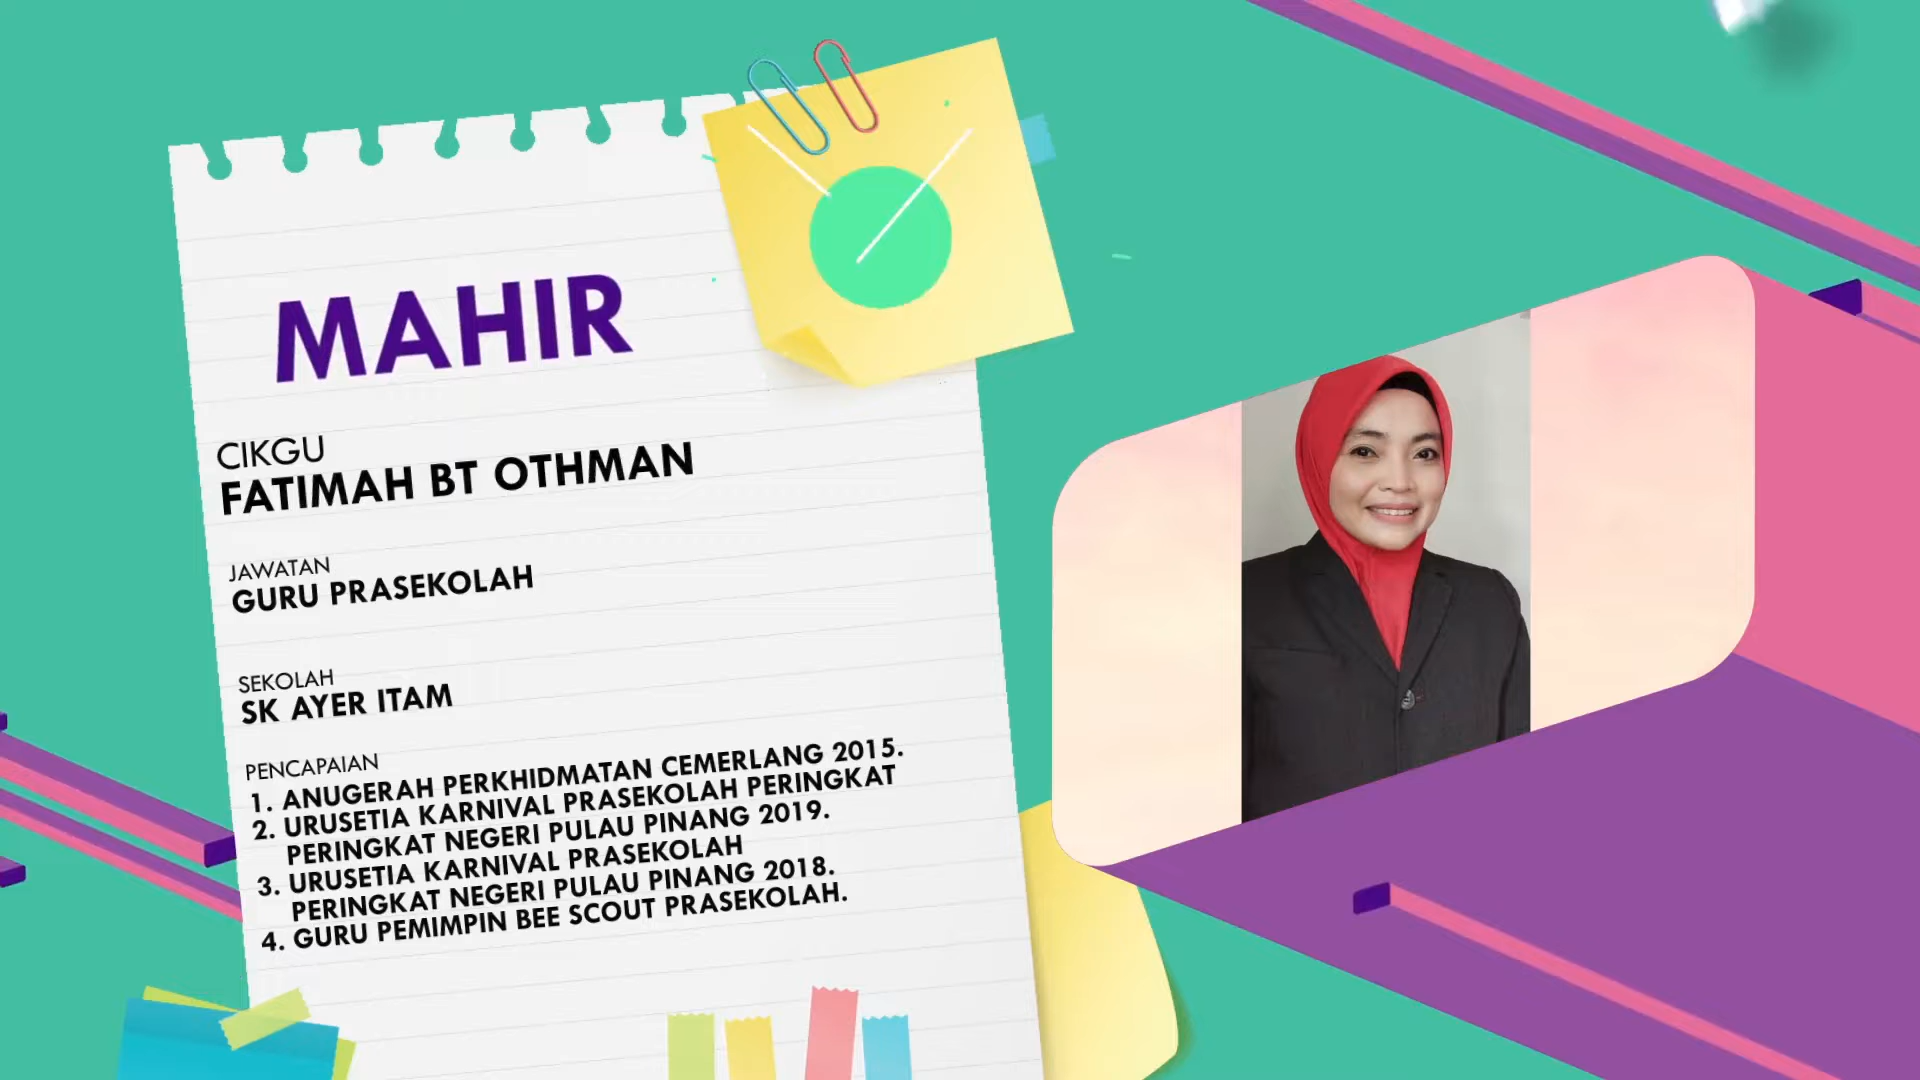 MAHIR
CIKGU
FATIMAH BT OTHMAN
JAWATAN
GURU PRASEKOLAH
SEKOLAH
SK AYER ITAM
PENCAPAIAN
1. ANUGERAH PERKHIDMATAN CEMERLANG 2015.
2. URUSETIA KARNIVAL PRASEKOLAH PERINGKAT
PERINGKAT NEGERI PULAU PINANG 2019.
3. URUSETIA KARNIVAL PRASEKOLAH
PERINGKAT NEGERI PULAU PINANG 2018.
4. GURU PEMIMPIN BEE SCOUT PRASEKOLAH.